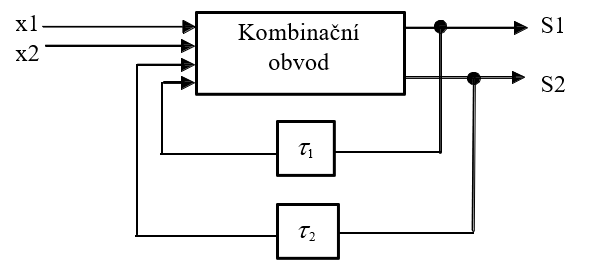 x1
x2
Kombinační
obvod
S1
S2
τ1
τ2